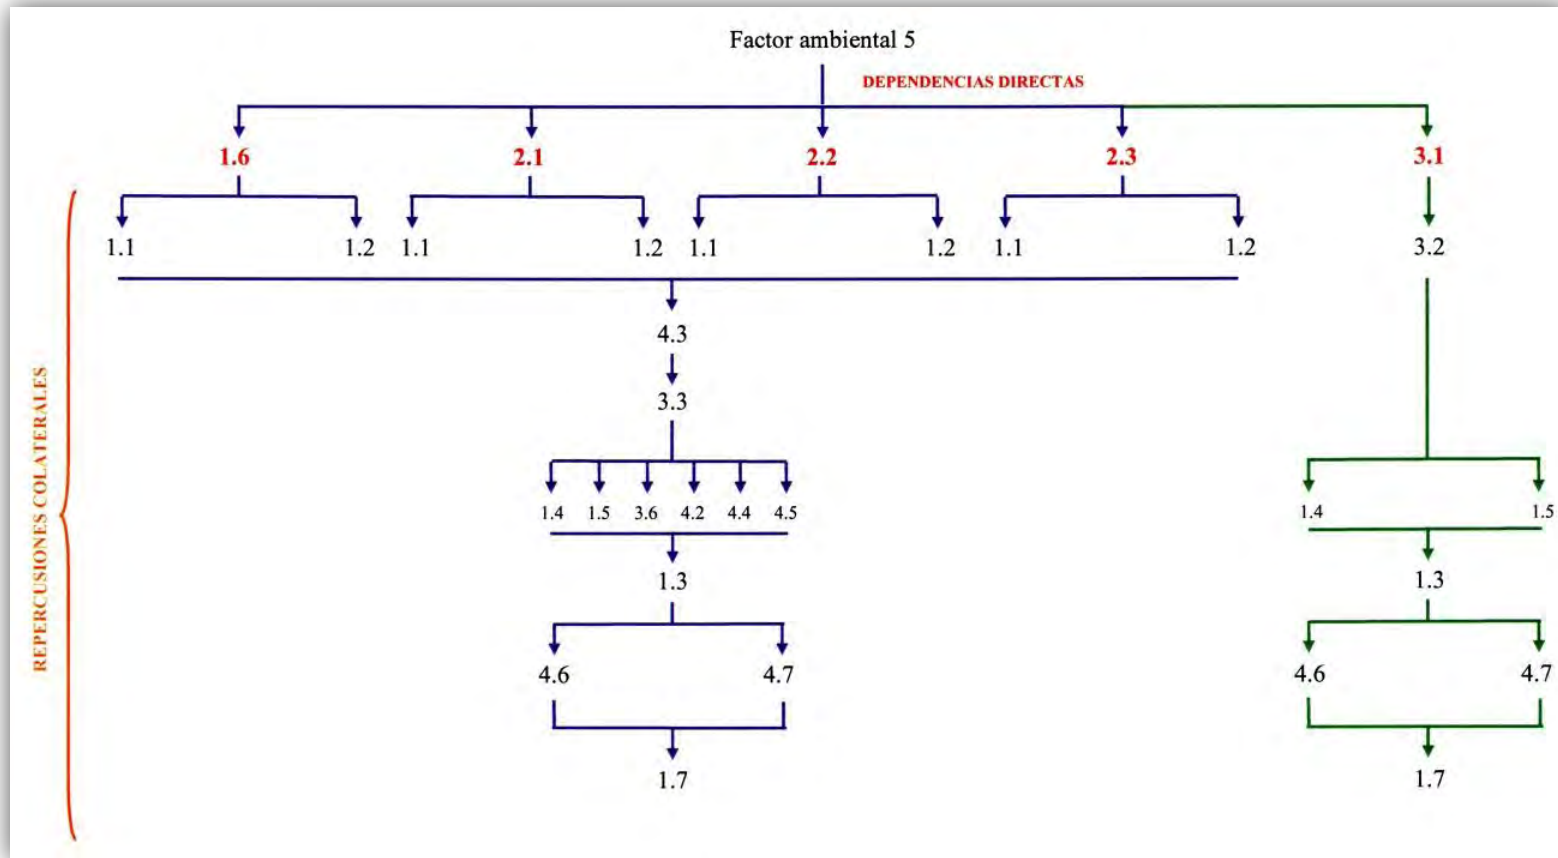 Factor ambiental 5
DEPENDENCIAS DIRECTAS
1.6 2.1 2.2 2.3 3.1
1.1 1.2 1.1 1.2 1.1 1.2 1.1 1.2 3.2
4.3
3.3
1.4 1.5 3.6 4.2 4.4 4.5 1.4 1.5
1.3 1.3
4.6 4.7 4.6 4.7
1.7 1.7
REPERCUSIONES COLATERALES